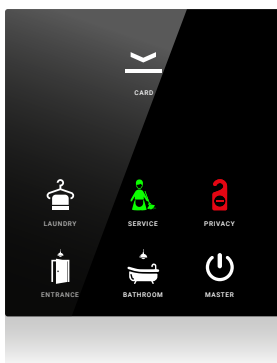 CARD
LAUNDRY
SERVICE
PRIVACY
ENTRANCE
BATHROOM
MASTER